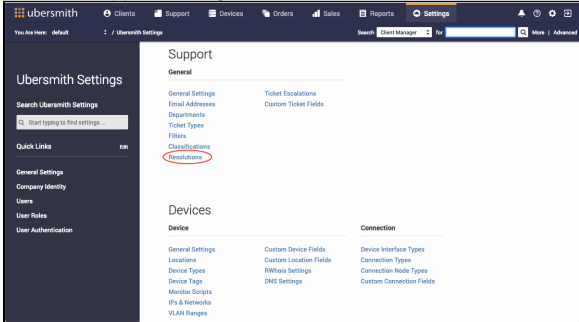 ubersmith Clients Support Devices Orders Sales Reports Settings
You Are Here: default / Ubersmith Settings Search Client Manager for More | Advanced
Ubersmith Settings
Search Ubersmith Settings
Start typing to find settings ...
Quick Links Edit
General Settings
Company Identity
Users
User Roles
User Authentication
Support
General
General Settings Ticket Escalations
Email Addresses Custom Ticket Fields
Departments
Ticket Types
Filters
Classifications
Resolutions
Devices
Device Connection
General Settings Custom Device Fields Device Interface Types
Locations Custom Location Fields Connection Types
Device Types RWhois Settings Connection Node Types
Device Tags DNS Settings Custom Connection Fields
Monitor Scripts
IPs & Networks
VLAN Ranges